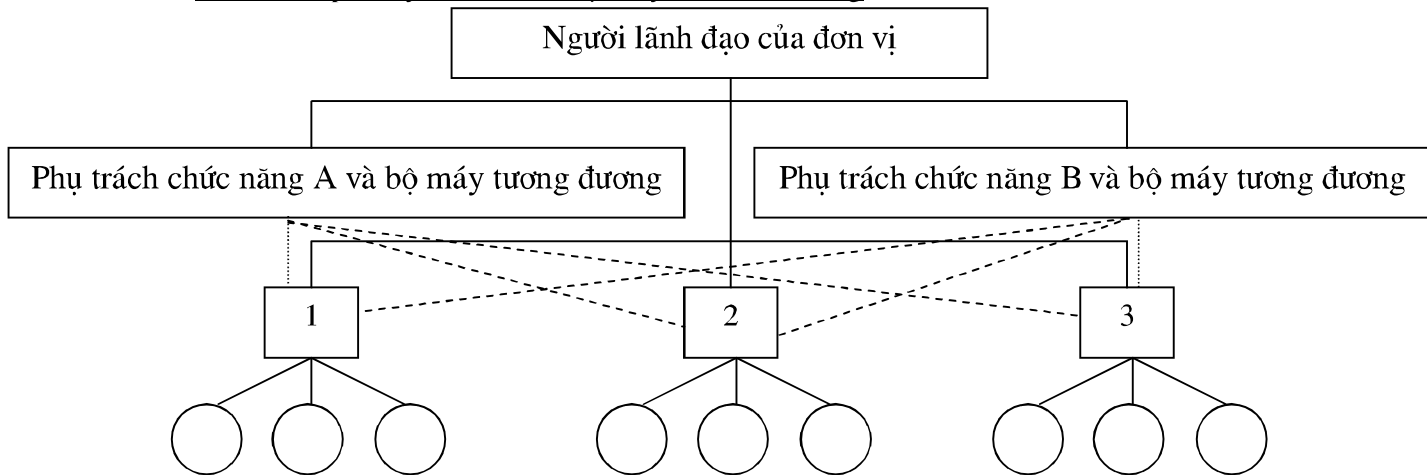 Người lãnh đạo của đơn vị
Phụ trách chức năng A và bộ máy tương đương
Phụ trách chức năng B và bộ máy tương đương
1
2
3